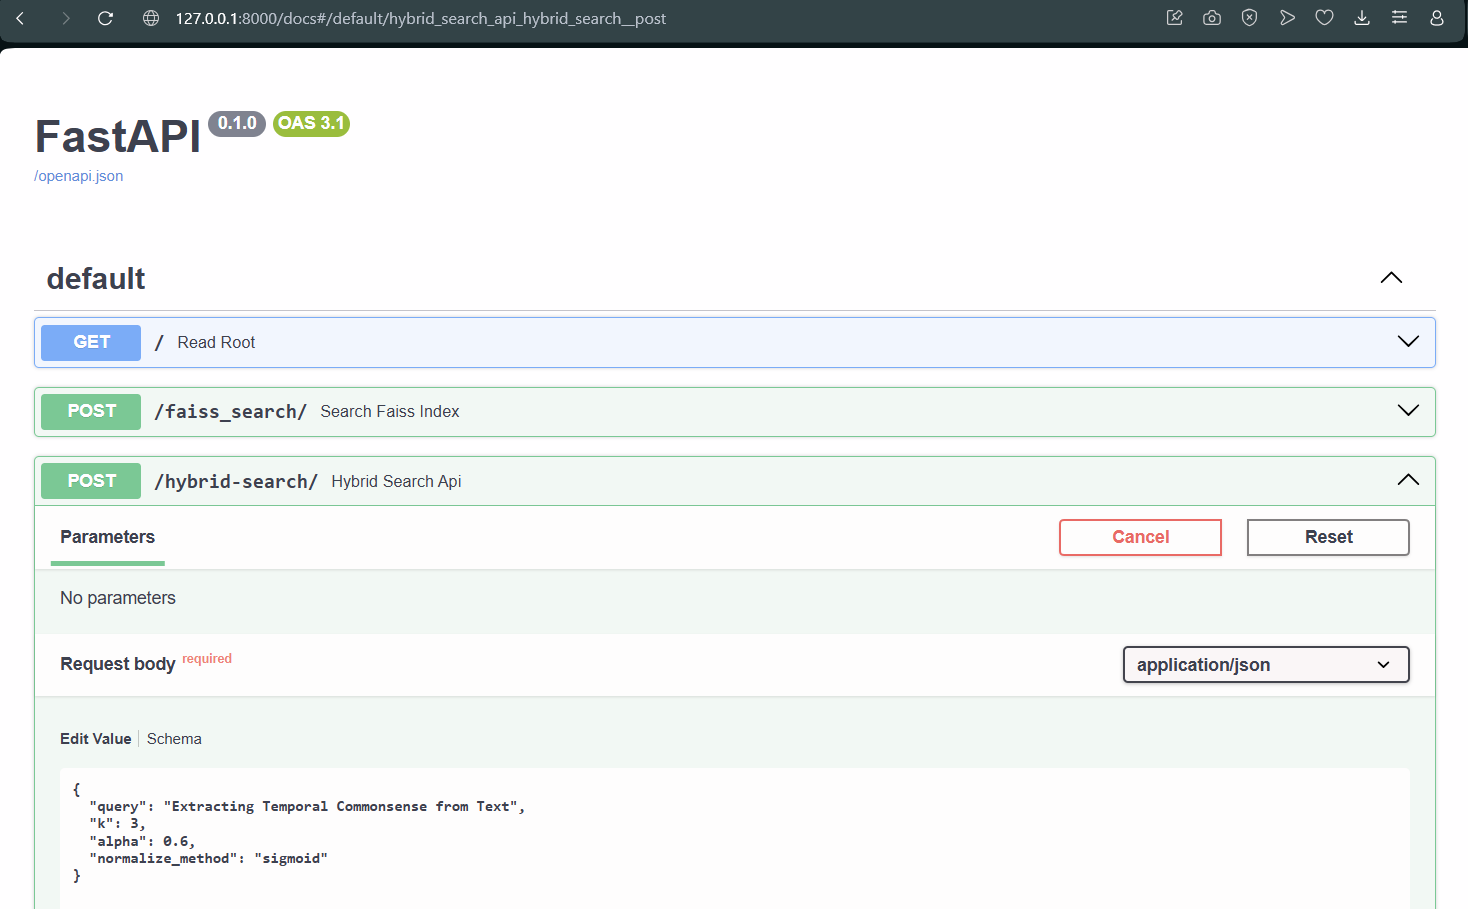 127.0.0.1:8000/docs#/default/hybrid_search_api_hybrid_search__post
FastAPI 0.1.0 OAS 3.1
/openapi.json
default
GET / Read Root
POST /faiss_search/ Search Faiss Index
POST /hybrid-search/ Hybrid Search Api
Parameters Cancel Reset
No parameters
Request body required application/json
Edit Value Schema
{
  "query": "Extracting Temporal Commonsense from Text",
  "k": 3,
  "alpha": 0.6,
  "normalize_method": "sigmoid"
}